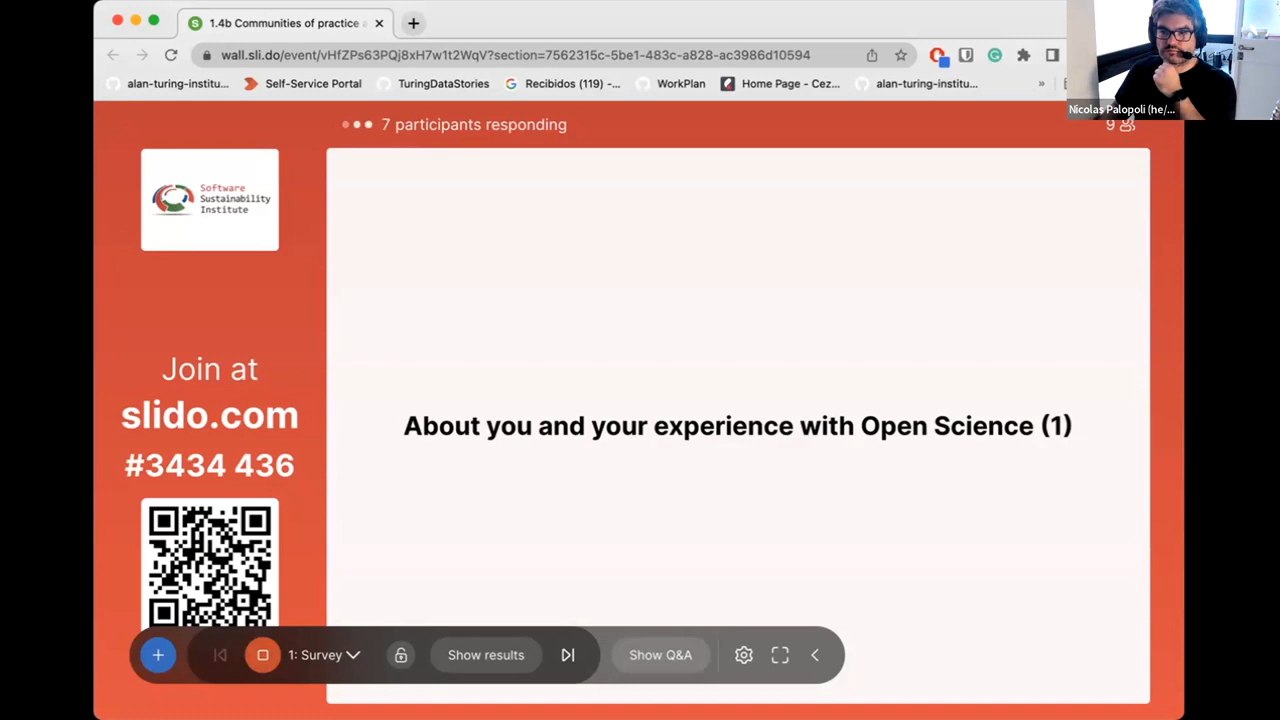 1.4b Communities of practice a
wall.sli.do/event/vHfZPs63PQj8xH7w1t2WuU?section=7562315c-5be1-483c-a828-ac3986d10594
alan-turing-institu...
Self-Service Portal
TuringDataStories
Recibidos (119) -...
WorkPlan
Home Page - Cez...
alan-turing-institu...
»
Nicolas Palopoli (he/...
7 participants responding
9
Software
Sustainability
Institute
Join at
slido.com
#3434 436
About you and your experience with Open Science (1)
1: Survey
Show results
Show Q&A